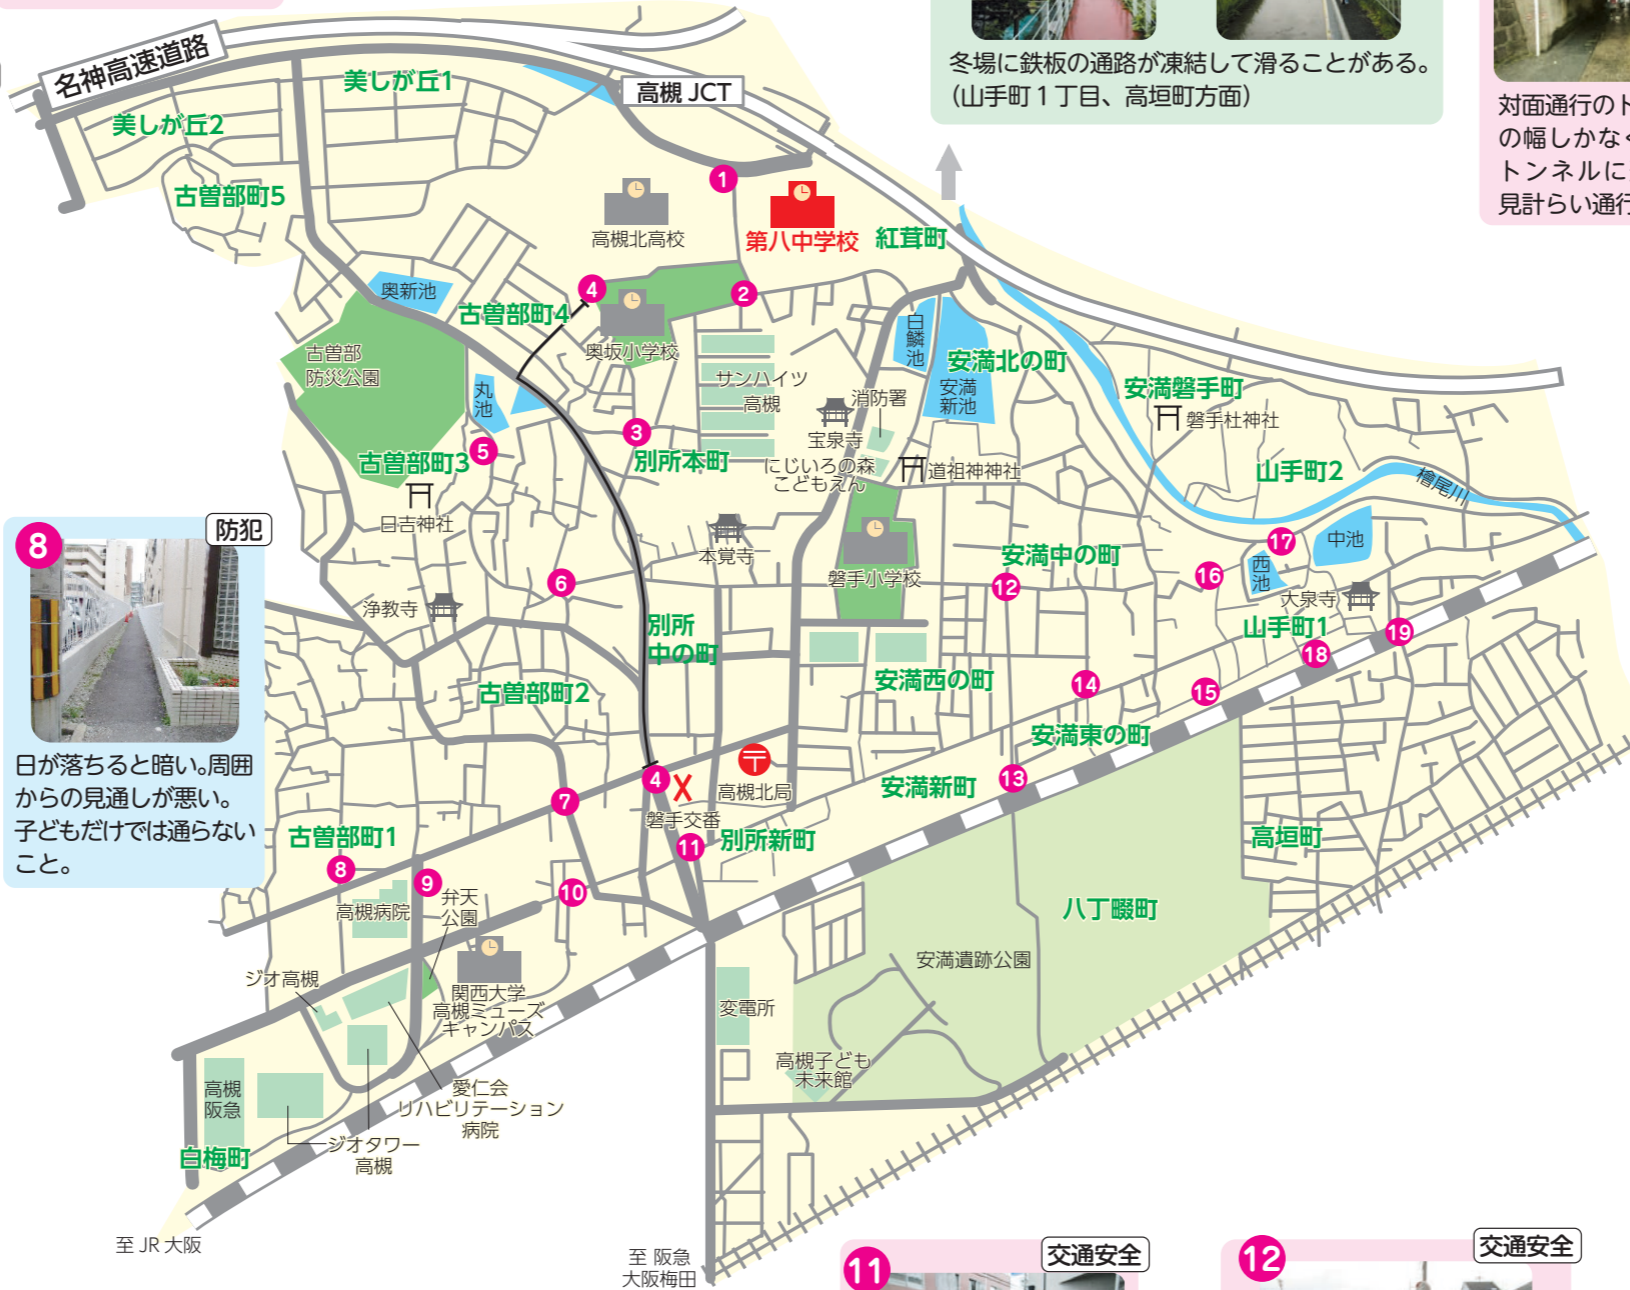 名神高速道路
美しが丘1
美しが丘2
古曽部町5
高槻 JCT
冬場に鉄板の通路が凍結して滑ることがある。
(山手町1丁目、高垣町方面)
対面通行のト
の幅しかなく
トンネルに
見計らい通行
1
高槻北高校
第八中学校
紅茸町
奥新池
古曽部町4
4
2
奥坂小学校
古曽部
防災公園
丸池
サンハイツ
高槻
消防署
白鱗池
安満北の町
安満
新池
安満磐手町
磐手杜神社
3
宝泉寺
別所本町
にじいろの森
こどもえん
道祖神神社
古曽部町3
5
日吉神社
山手町2
檜尾川
8
防犯
日が落ちると暗い。周囲
からの見通しが悪い。
子どもだけでは通らない
こと。
本覚寺
磐手小学校
安満中の町
17
中池
西池
16
12
6
浄教寺
大泉寺
山手町1
19
18
別所
中の町
古曽部町2
安満西の町
14
15
安満東の町
4
高槻北局
磐手交番
安満新町
13
7
11
別所新町
高垣町
古曽部町1
8
9
10
弁天
公園
高槻病院
八丁畷町
ジオ高槻
関西大学
高槻ミューズ
キャンパス
安満遺跡公園
変電所
高槻子ども
未来館
高槻
阪急
愛仁会
リハビリテーション
病院
ジオタワー
高槻
白梅町
至 JR 大阪
至 阪急
大阪梅田
11
交通安全
12
交通安全